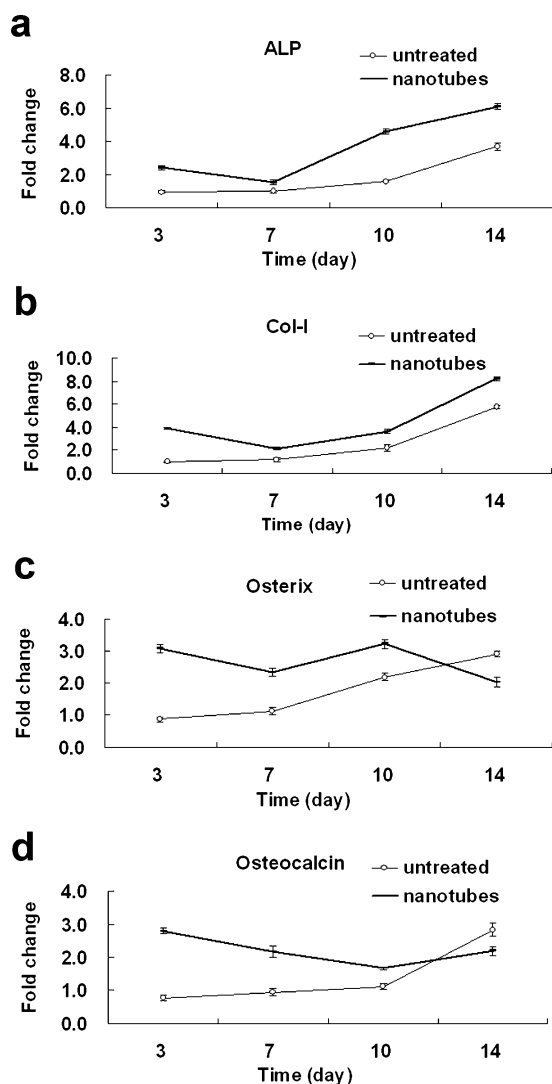 a
ALP
untreated
nanotubes
Fold change
8.0
6.0
4.0
2.0
0.0
3 7 10 14
Time (day)
b
Col-I
untreated
nanotubes
Fold change
10.0
8.0
6.0
4.0
2.0
0.0
3 7 10 14
Time (day)
c
Osterix
untreated
nanotubes
Fold change
4.0
3.0
2.0
1.0
0.0
3 7 10 14
Time (day)
d
Osteocalcin
untreated
nanotubes
Fold change
4.0
3.0
2.0
1.0
0.0
3 7 10 14
Time (day)